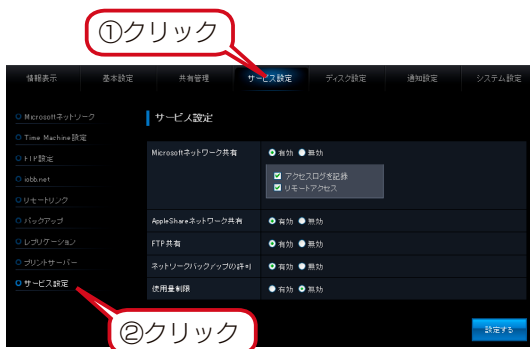 ①クリック
情報表示 基本設定 共有管理 サービス設定 ディスク設定 通知設定 システム設定
Microsoftネットワーク
Time Machine設定
FTP設定
iobb.net
リモートリンク
バックアップ
レプリケーション
プリントサーバー
サービス設定
サービス設定
Microsoftネットワーク共有 有効 無効
アクセスログを記録
リモートアクセス
AppleShareネットワーク共有 有効 無効
FTP共有 有効 無効
ネットワークバックアップの許可 有効 無効
使用量制限 有効 無効
設定する
②クリック